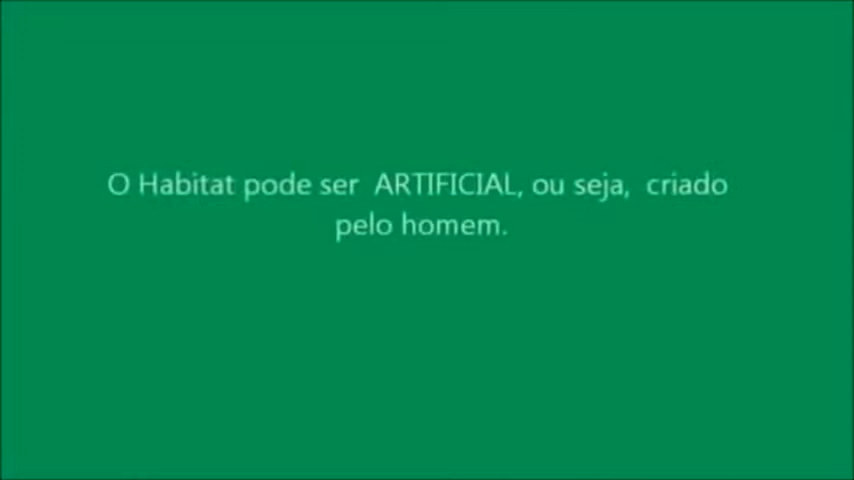 O Habitat pode ser ARTIFICIAL, ou seja, criado
pelo homem.